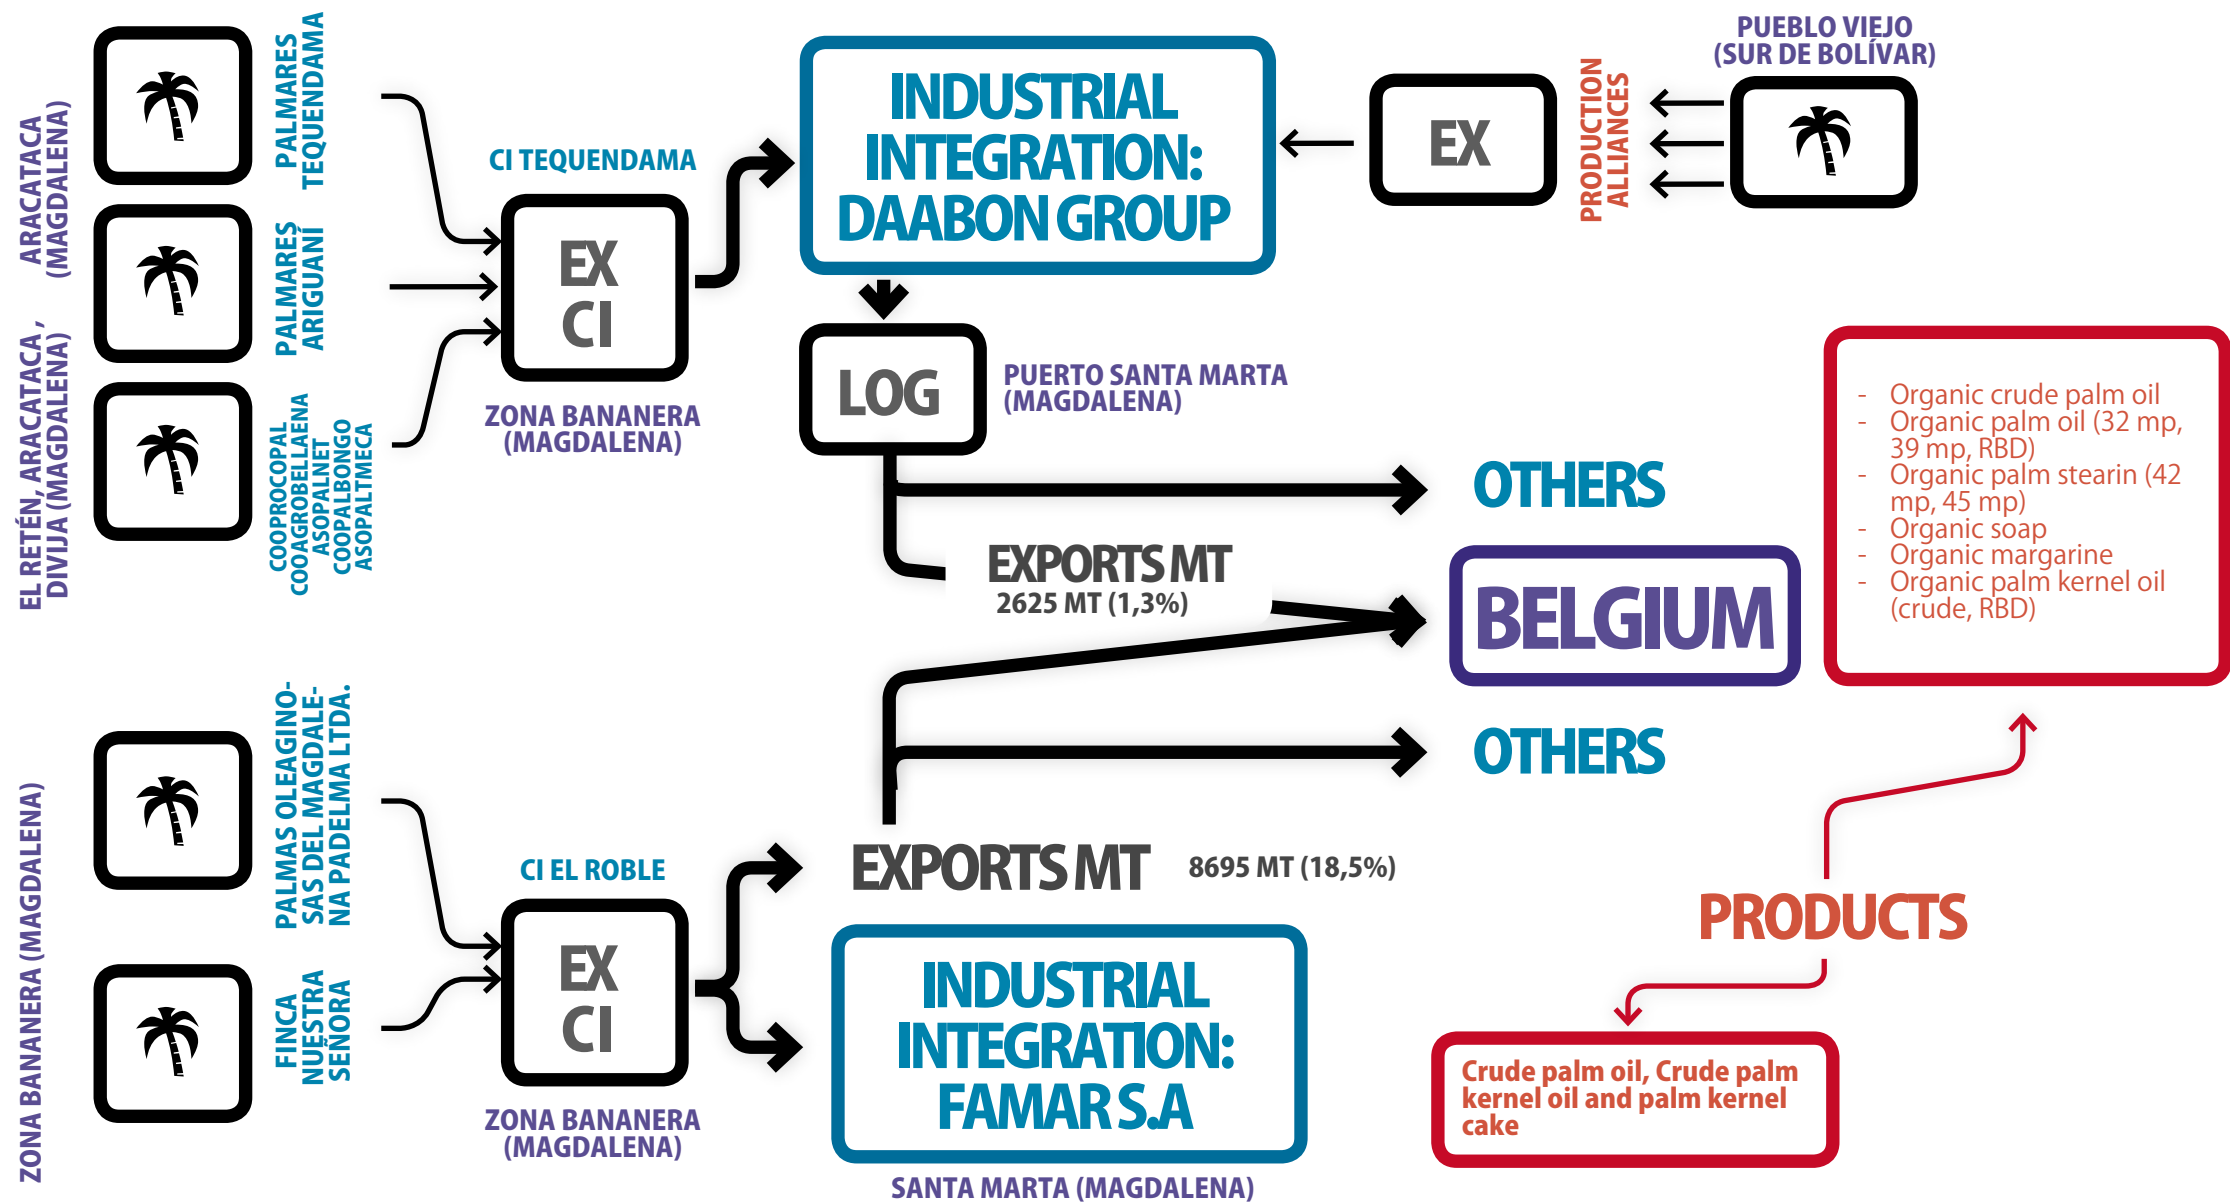 ARACATACA
(MAGDALENA)
PALMARES
TEQUENDAMA
PALMARES
ARIGUANÍ
EL RETÉN, ARACATACA ,
DIVIJA (MAGDALENA)
COOPROCOPAL
COOAGROBELLAENA
ASOPALNET
COOPALBONGO
ASOPALTMECA
CI TEQUENDAMA
EX
CI
ZONA BANANERA
(MAGDALENA)
INDUSTRIAL
INTEGRATION:
DAABON GROUP
EX
PRODUCTION
ALLIANCES
PUEBLO VIEJO
(SUR DE BOLÍVAR)
LOG
PUERTO SANTA MARTA
(MAGDALENA)
OTHERS
EXPORTS MT
2625 MT (1,3%)
BELGIUM
- Organic crude palm oil
- Organic palm oil (32 mp,
39 mp, RBD)
- Organic palm stearin (42
mp, 45 mp)
- Organic soap
- Organic margarine
- Organic palm kernel oil
(crude, RBD)
OTHERS
ZONA BANANERA (MAGDALENA)
PALMAS OLEAGINO-
SAS DEL MAGDALE-
NA PADELMA LTDA.
FINCA
NUESTRA
SEÑORA
CI EL ROBLE
EX
CI
ZONA BANANERA
(MAGDALENA)
EXPORTS MT
8695 MT (18,5%)
INDUSTRIAL
INTEGRATION:
FAMAR S.A
SANTA MARTA (MAGDALENA)
PRODUCTS
Crude palm oil, Crude palm
kernel oil and palm kernel
cake